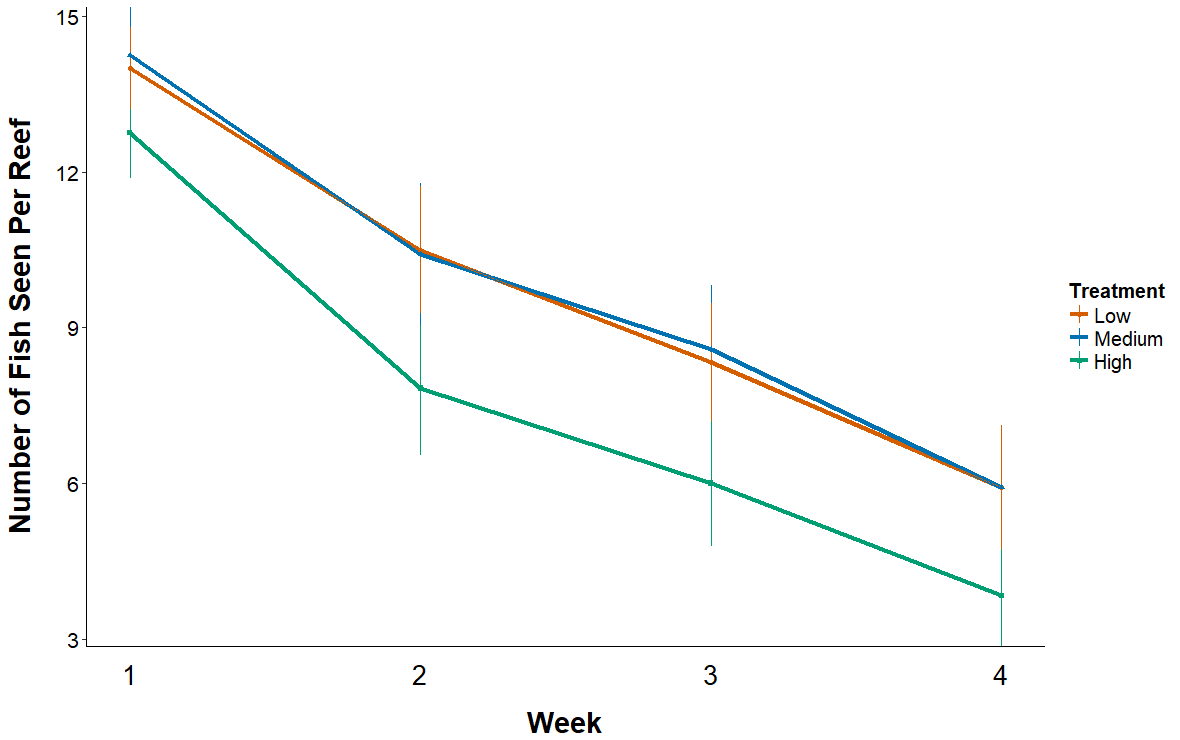 Number of Fish Seen Per Reef
15
12
9
6
3
1 2 3 4
Week
Treatment
Low
Medium
High